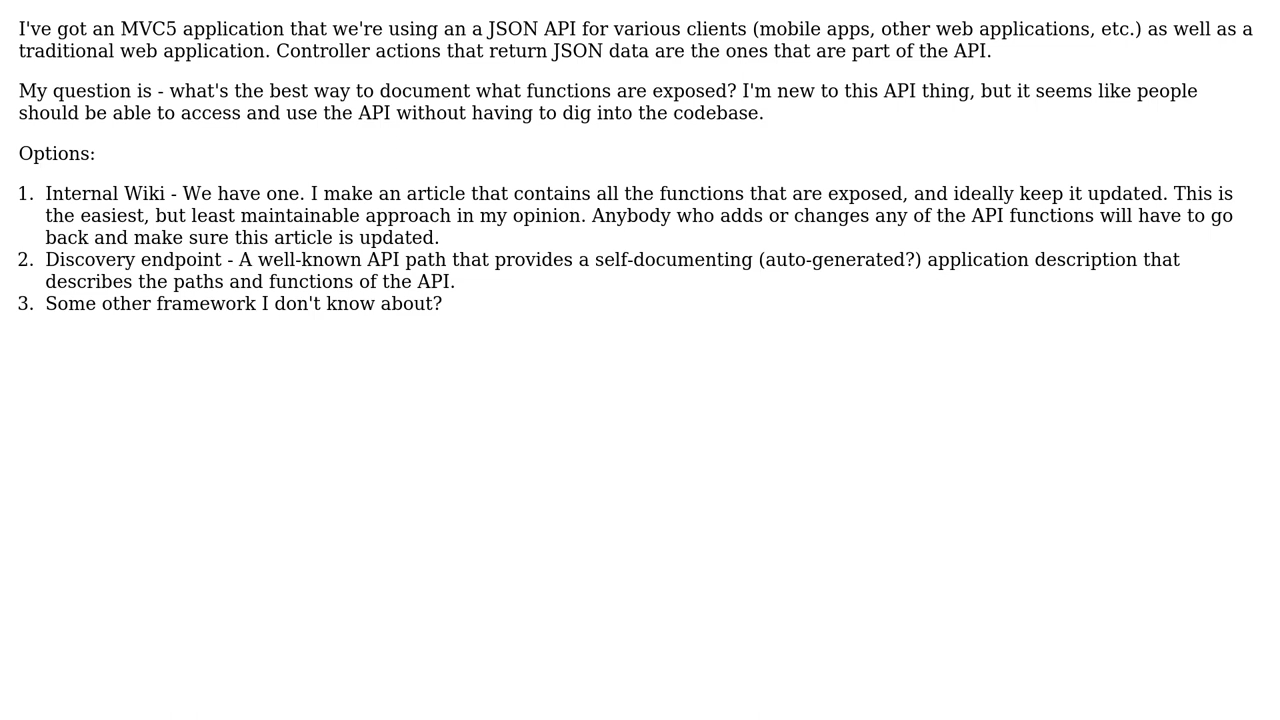 I've got an MVC5 application that we're using an a JSON API for various clients (mobile apps, other web applications, etc.) as well as a
traditional web application. Controller actions that return JSON data are the ones that are part of the API.
My question is - what's the best way to document what functions are exposed? I'm new to this API thing, but it seems like people
should be able to access and use the API without having to dig into the codebase.
Options:
1. Internal Wiki - We have one. I make an article that contains all the functions that are exposed, and ideally keep it updated. This is
the easiest, but least maintainable approach in my opinion. Anybody who adds or changes any of the API functions will have to go
back and make sure this article is updated.
2. Discovery endpoint - A well-known API path that provides a self-documenting (auto-generated?) application description that
describes the paths and functions of the API.
3. Some other framework I don't know about?